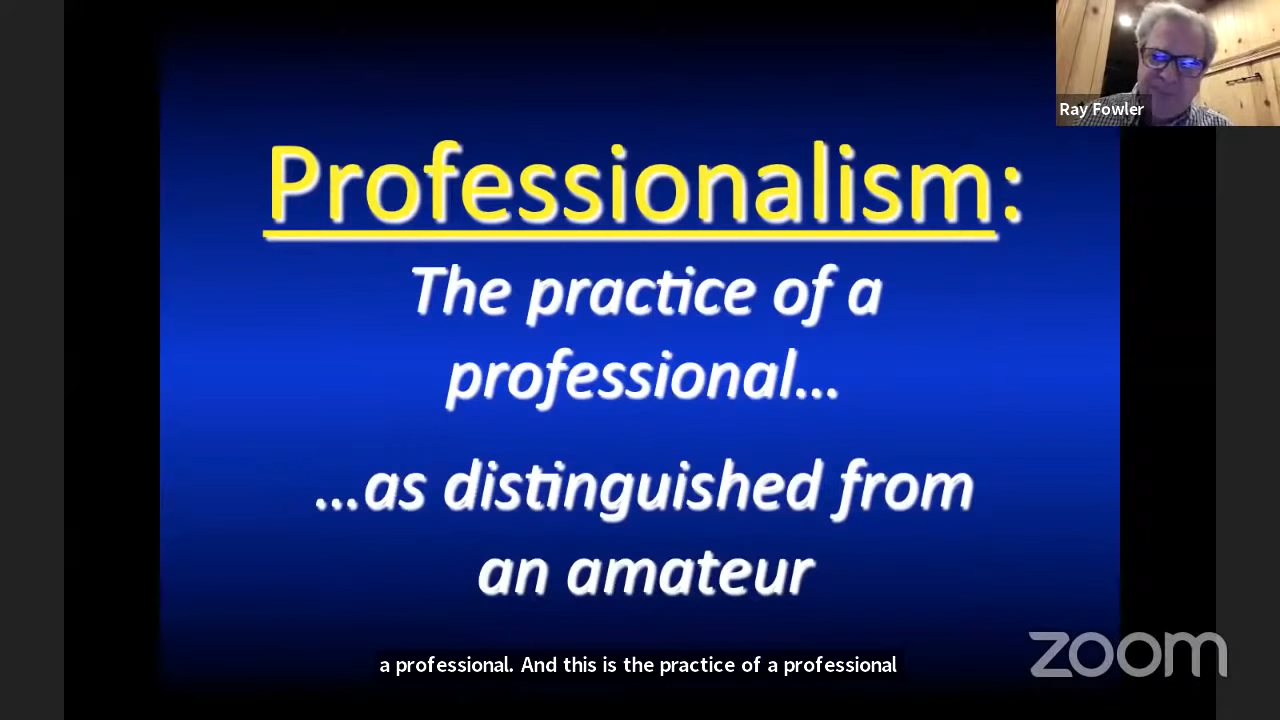 Ray Fowler
Professionalism:
The practice of a
professional...
...as distinguished from
an amateur
a professional. And this is the practice of a professional
zoom